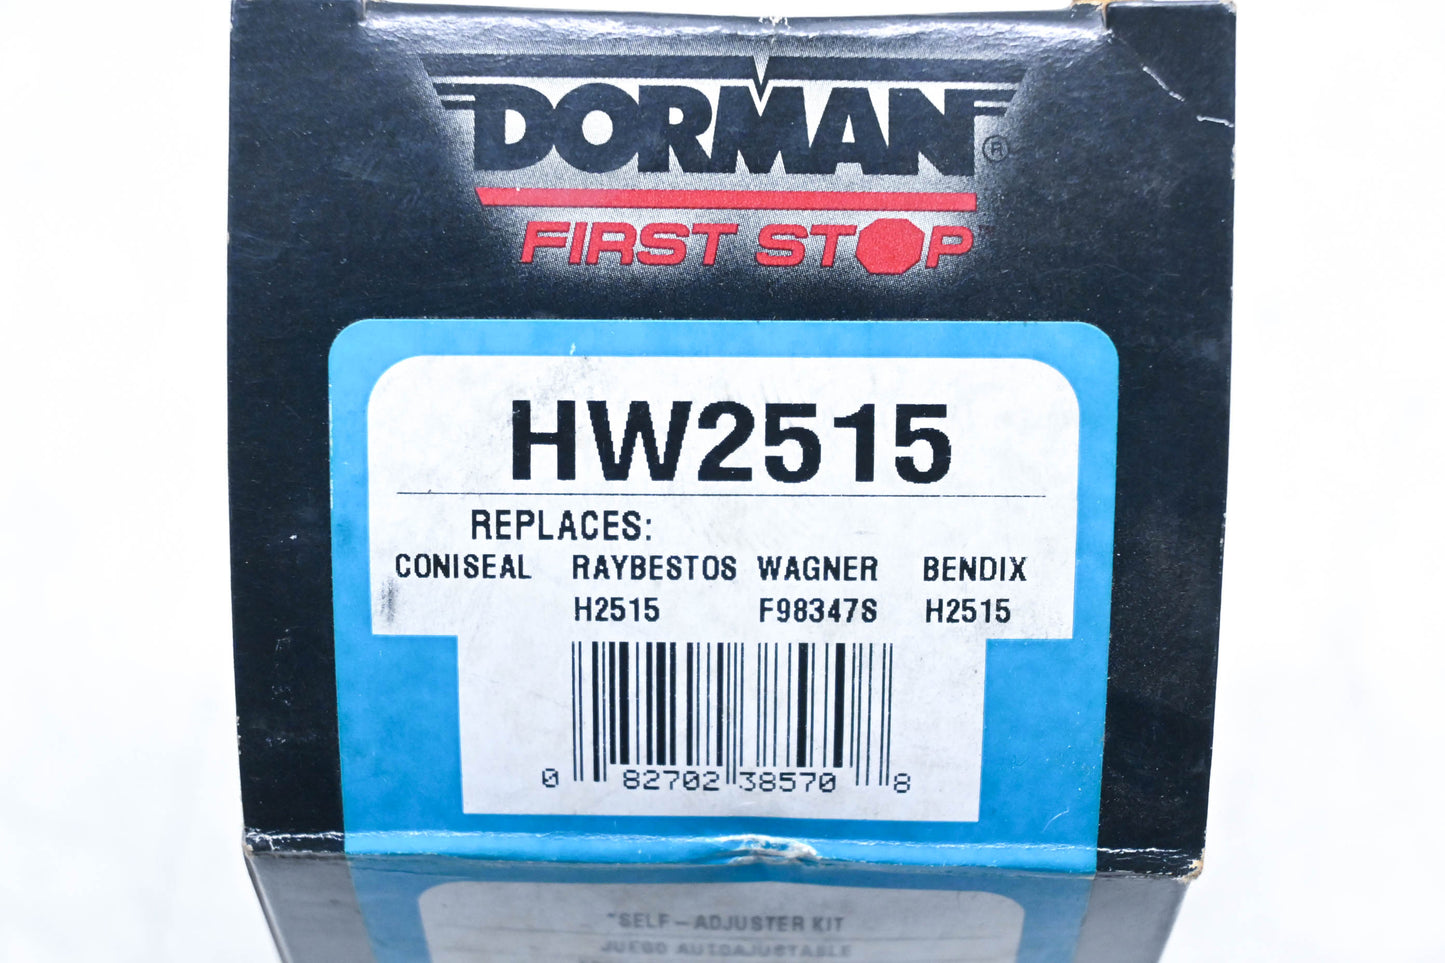 DORMAN®
FIRST STOP
HW2515
REPLACES:
CONISEAL RAYBESTOS WAGNER BENDIX
H2515 F98347S H2515
0 82702 38570 8
*SELF-ADJUSTER KIT
JUEGO AUTOAJUSTABLE